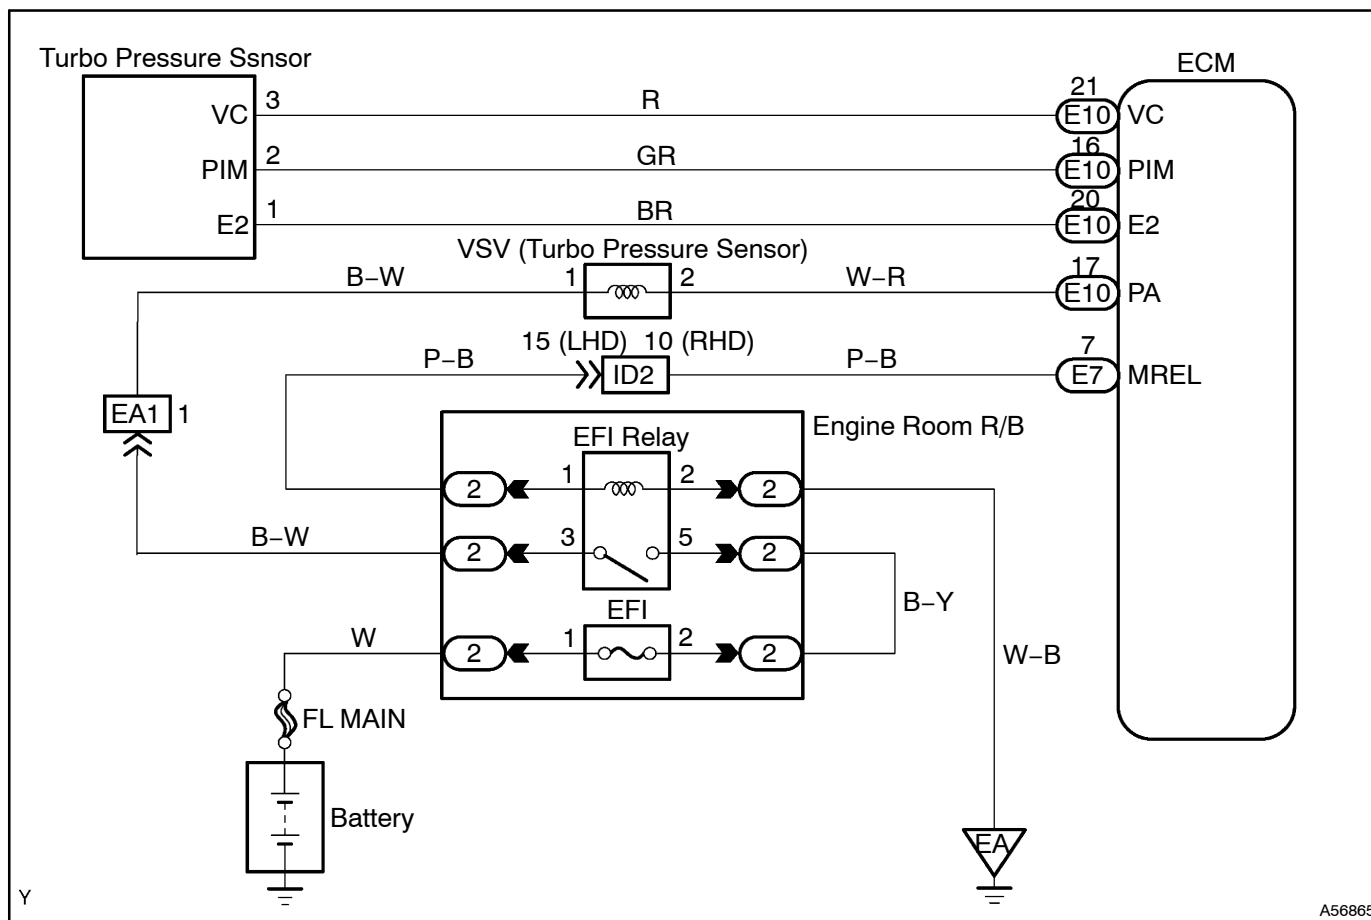 Turbo Pressure Ssnsor
ECM
VC 3 R 21 E10 VC
PIM 2 GR 16 E10 PIM
E2 1 BR 20 E10 E2
VSV (Turbo Pressure Sensor)
B–W 1 2 W–R 17 E10 PA
15 (LHD) 10 (RHD)
P–B ID2 P–B 7 E7 MREL
EA1 1
Engine Room R/B
EFI Relay
2 1 2 2
B–W 2 3 5 2
B–Y
EFI
W 2 1 2 2
W–B
FL MAIN
Battery
EA
Y
A56865